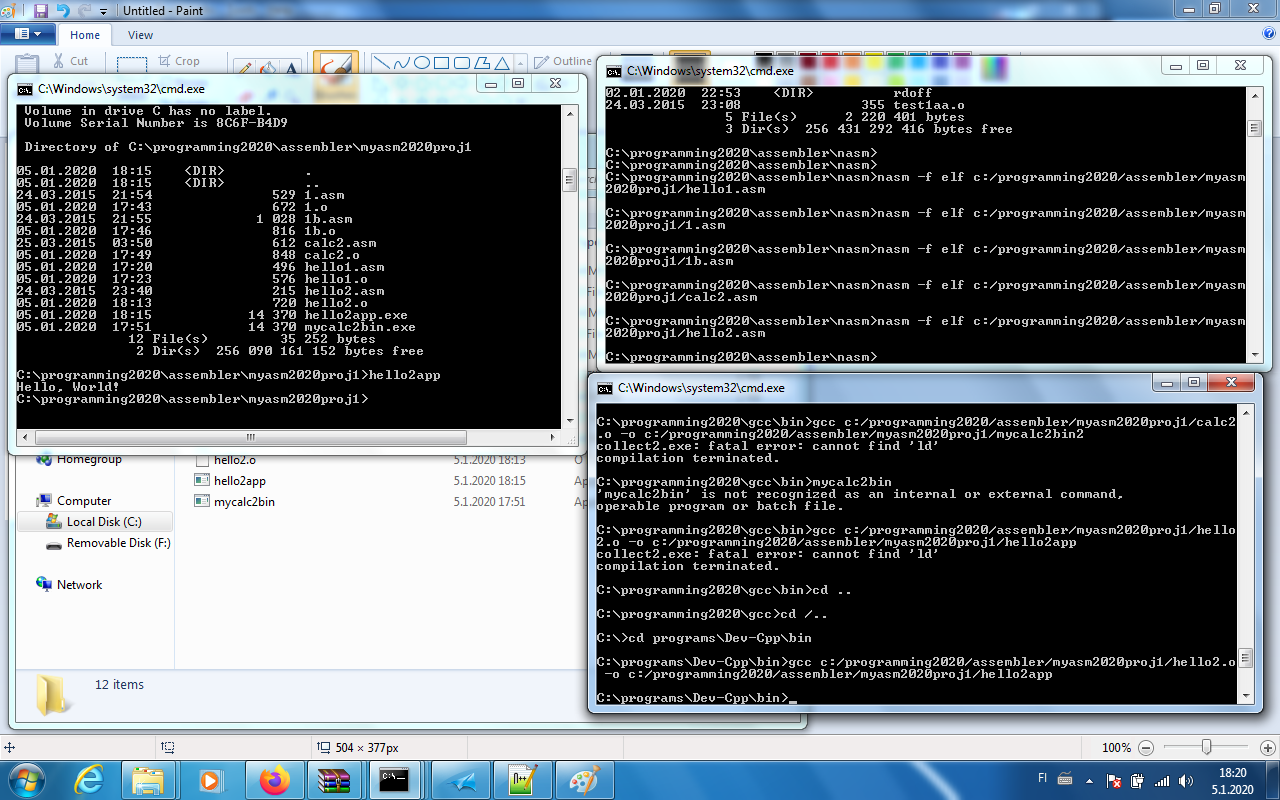 Untitled - Paint
Home
View
Cut
Crop
Outline
C:\Windows\system32\cmd.exe
Volume in drive C has no label.
Volume Serial Number is 8C6F-B4D9
Directory of C:\programming2020\assembler\myasm2020proj1
05.01.2020 18:15 <DIR> .
05.01.2020 18:15 <DIR> ..
24.03.2015 21:54 529 1.asm
05.01.2020 17:43 672 1.o
24.03.2015 21:55 1 028 1b.asm
05.01.2020 17:46 816 1b.o
25.03.2015 03:50 612 calc2.asm
05.01.2020 17:49 848 calc2.o
05.01.2020 17:20 496 hello1.asm
05.01.2020 17:23 576 hello1.o
24.03.2015 23:40 215 hello2.asm
05.01.2020 18:13 720 hello2.o
05.01.2020 18:15 14 370 hello2app.exe
05.01.2020 17:51 14 370 mycalc2bin.exe
12 File(s) 35 252 bytes
2 Dir(s) 256 090 161 152 bytes free
C:\programming2020\assembler\myasm2020proj1>hello2app
Hello, World!
C:\programming2020\assembler\myasm2020proj1>
C:\Windows\system32\cmd.exe
02.01.2020 22:53 <DIR> rdoff
24.03.2015 23:08 355 test1aa.o
5 File(s) 2 220 401 bytes
3 Dir(s) 256 431 292 416 bytes free
C:\programming2020\assembler\nasm>
C:\programming2020\assembler\nasm>
C:\programming2020\assembler\nasm>nasm -f elf c:/programming2020/assembler/myasm
2020proj1/hello1.asm
C:\programming2020\assembler\nasm>nasm -f elf c:/programming2020/assembler/myasm
2020proj1/1.asm
C:\programming2020\assembler\nasm>nasm -f elf c:/programming2020/assembler/myasm
2020proj1/1b.asm
C:\programming2020\assembler\nasm>nasm -f elf c:/programming2020/assembler/myasm
2020proj1/calc2.asm
C:\programming2020\assembler\nasm>nasm -f elf c:/programming2020/assembler/myasm
2020proj1/hello2.asm
C:\programming2020\assembler\nasm>
C:\Windows\system32\cmd.exe
C:\programming2020\gcc\bin>gcc c:/programming2020/assembler/myasm2020proj1/calc2
.o -o c:/programming2020/assembler/myasm2020proj1/mycalc2bin2
collect2.exe: fatal error: cannot find 'ld'
compilation terminated.
C:\programming2020\gcc\bin>mycalc2bin
'mycalc2bin' is not recognized as an internal or external command,
operable program or batch file.
C:\programming2020\gcc\bin>gcc c:/programming2020/assembler/myasm2020proj1/hello
2.o -o c:/programming2020/assembler/myasm2020proj1/hello2app
collect2.exe: fatal error: cannot find 'ld'
compilation terminated.
C:\programming2020\gcc\bin>cd ..
C:\programming2020\gcc>cd /..
C:\>cd programs\Dev-Cpp\bin
C:\programs\Dev-Cpp\bin>gcc c:/programming2020/assembler/myasm2020proj1/hello2.o
-o c:/programming2020/assembler/myasm2020proj1/hello2app
C:\programs\Dev-Cpp\bin>_
Homegroup
Computer
Local Disk (C:)
Removable Disk (F:)
Network
hello2.o 5.1.2020 18:13 O
hello2app 5.1.2020 18:15 Ap
mycalc2bin 5.1.2020 17:51 Ap
12 items
504 × 377px
100%
FI
18:20
5.1.2020